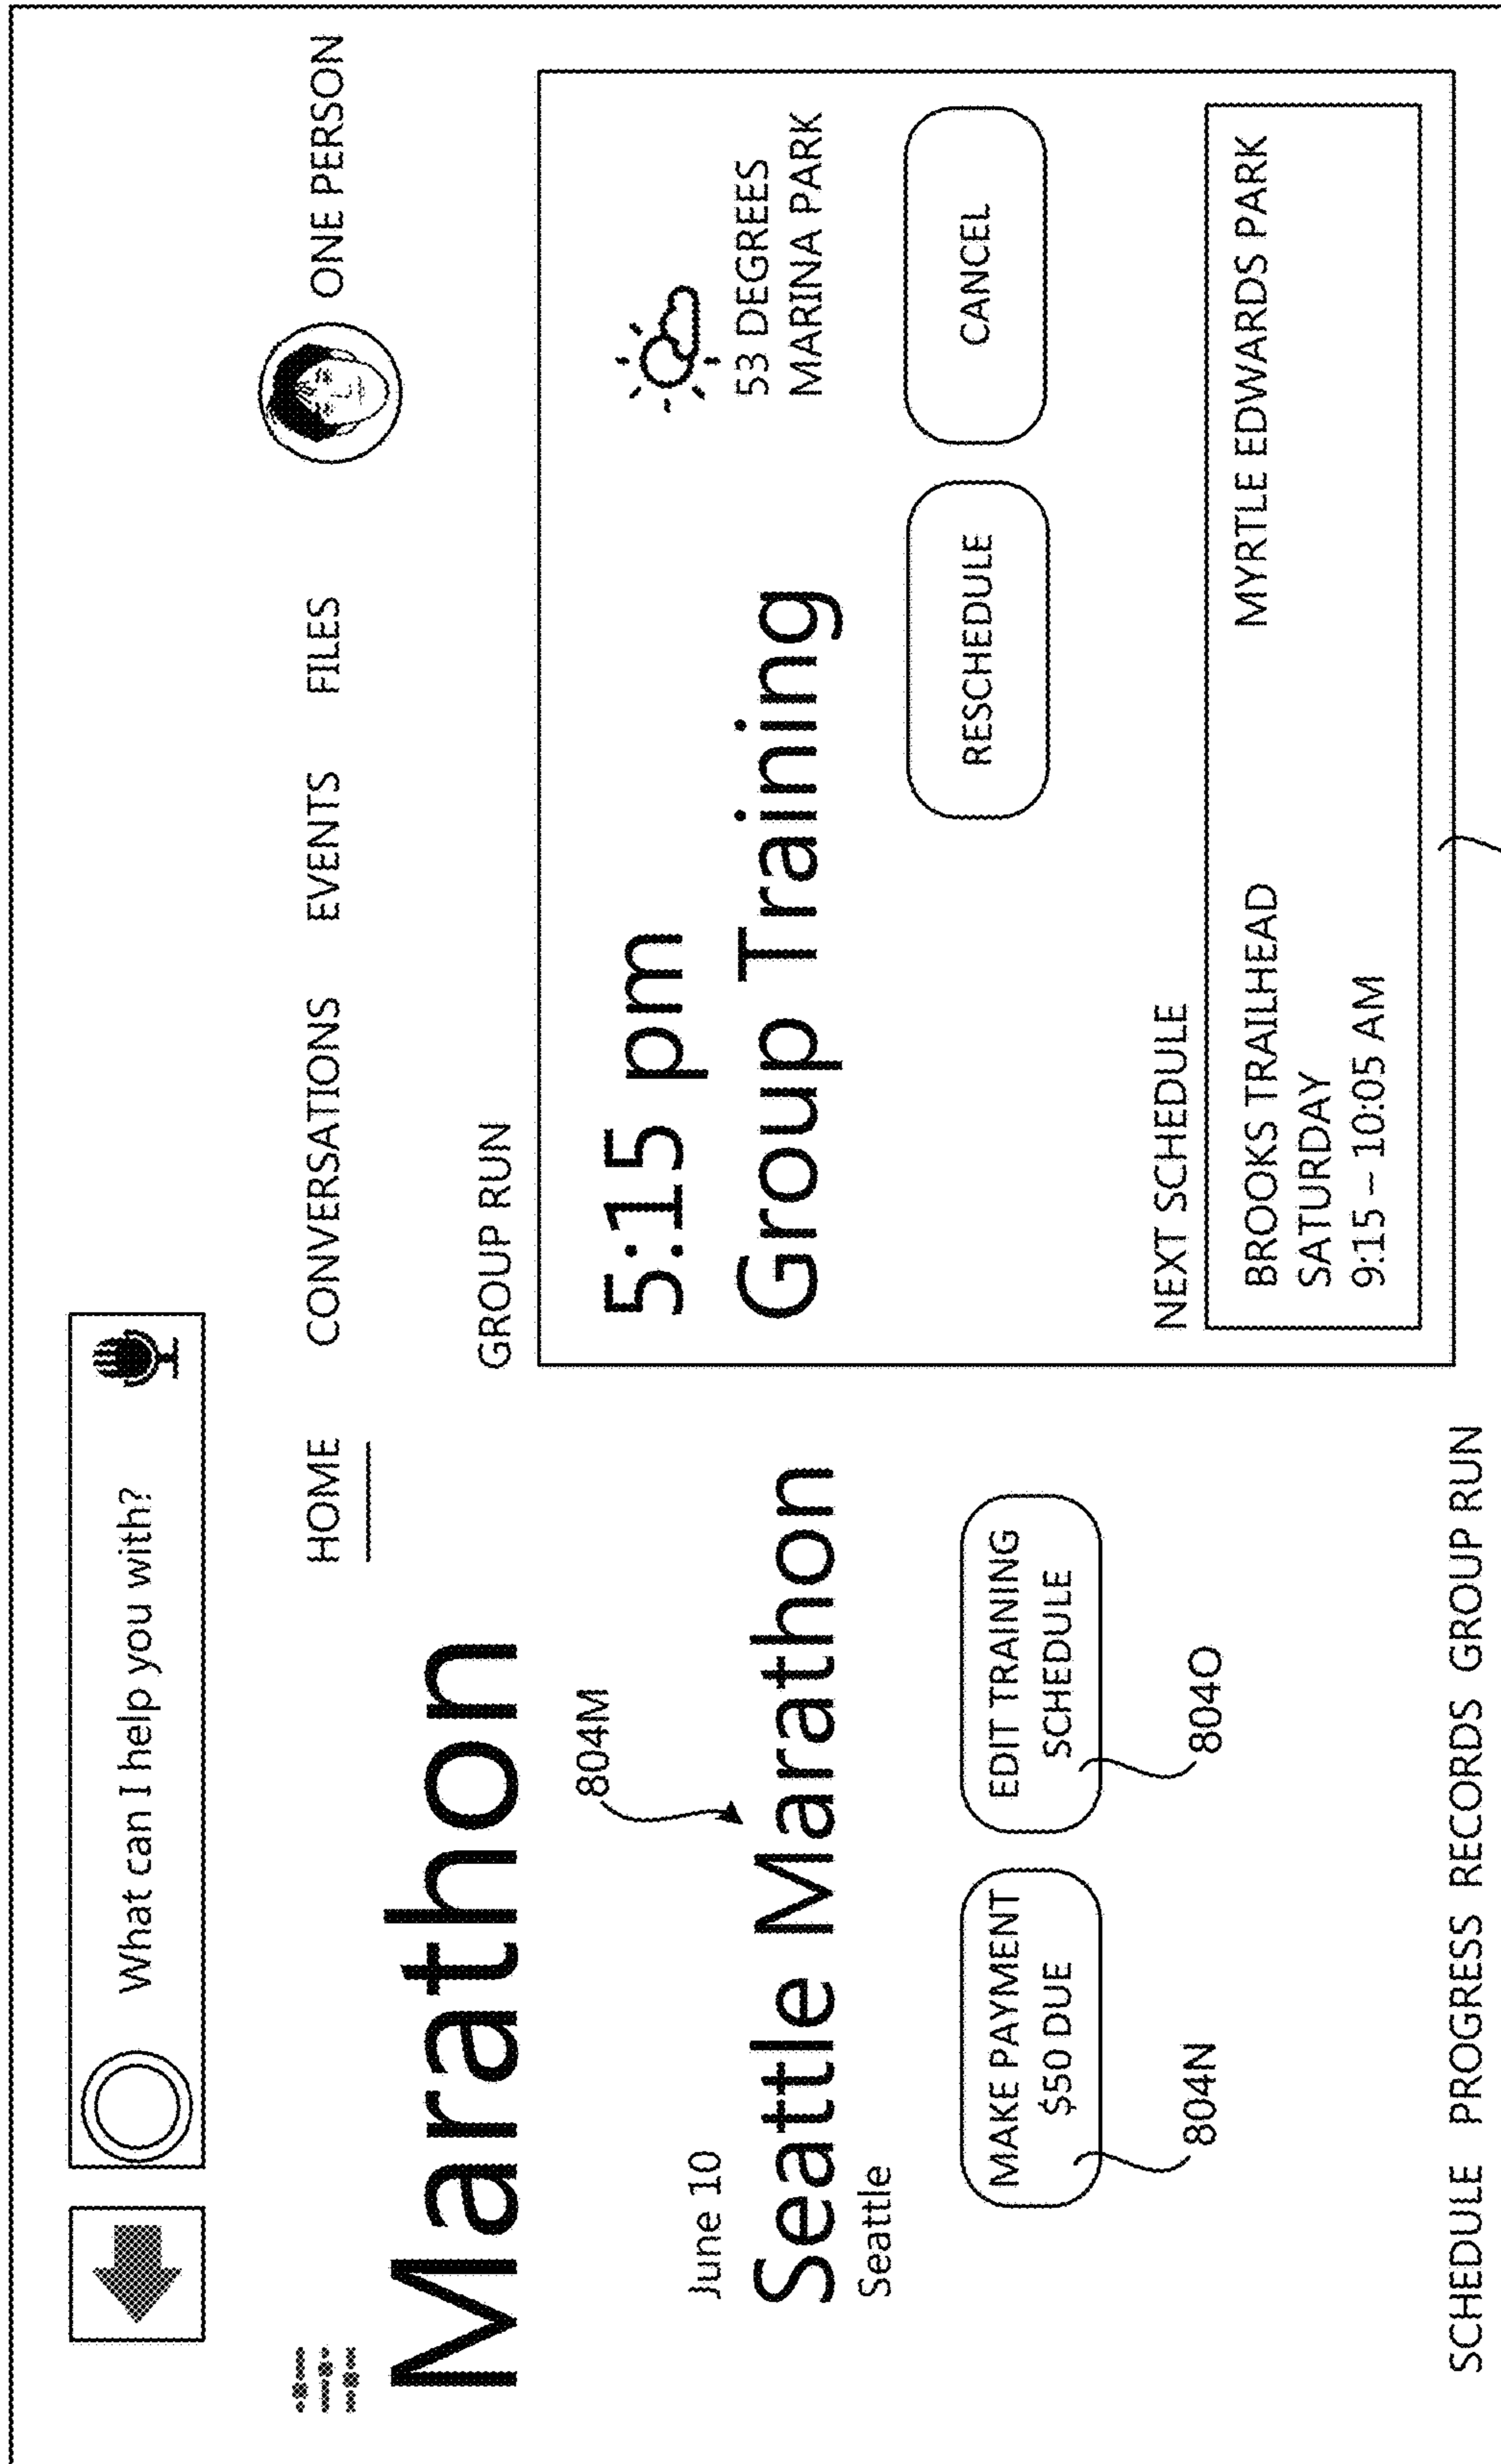 What can I help you with?
HOME CONVERSATIONS EVENTS FILES ONE PERSON
Marathon
804M
June 10
Seattle Marathon
Seattle
MAKE PAYMENT
$50 DUE
EDIT TRAINING
SCHEDULE
804N
804O
SCHEDULE PROGRESS RECORDS GROUP RUN
GROUP RUN
5:15 pm
Group Training
53 DEGREES
MARINA PARK
RESCHEDULE
CANCEL
NEXT SCHEDULE
BROOKS TRAILHEAD
SATURDAY
9:15 – 10:05 AM
MYRTLE EDWARDS PARK